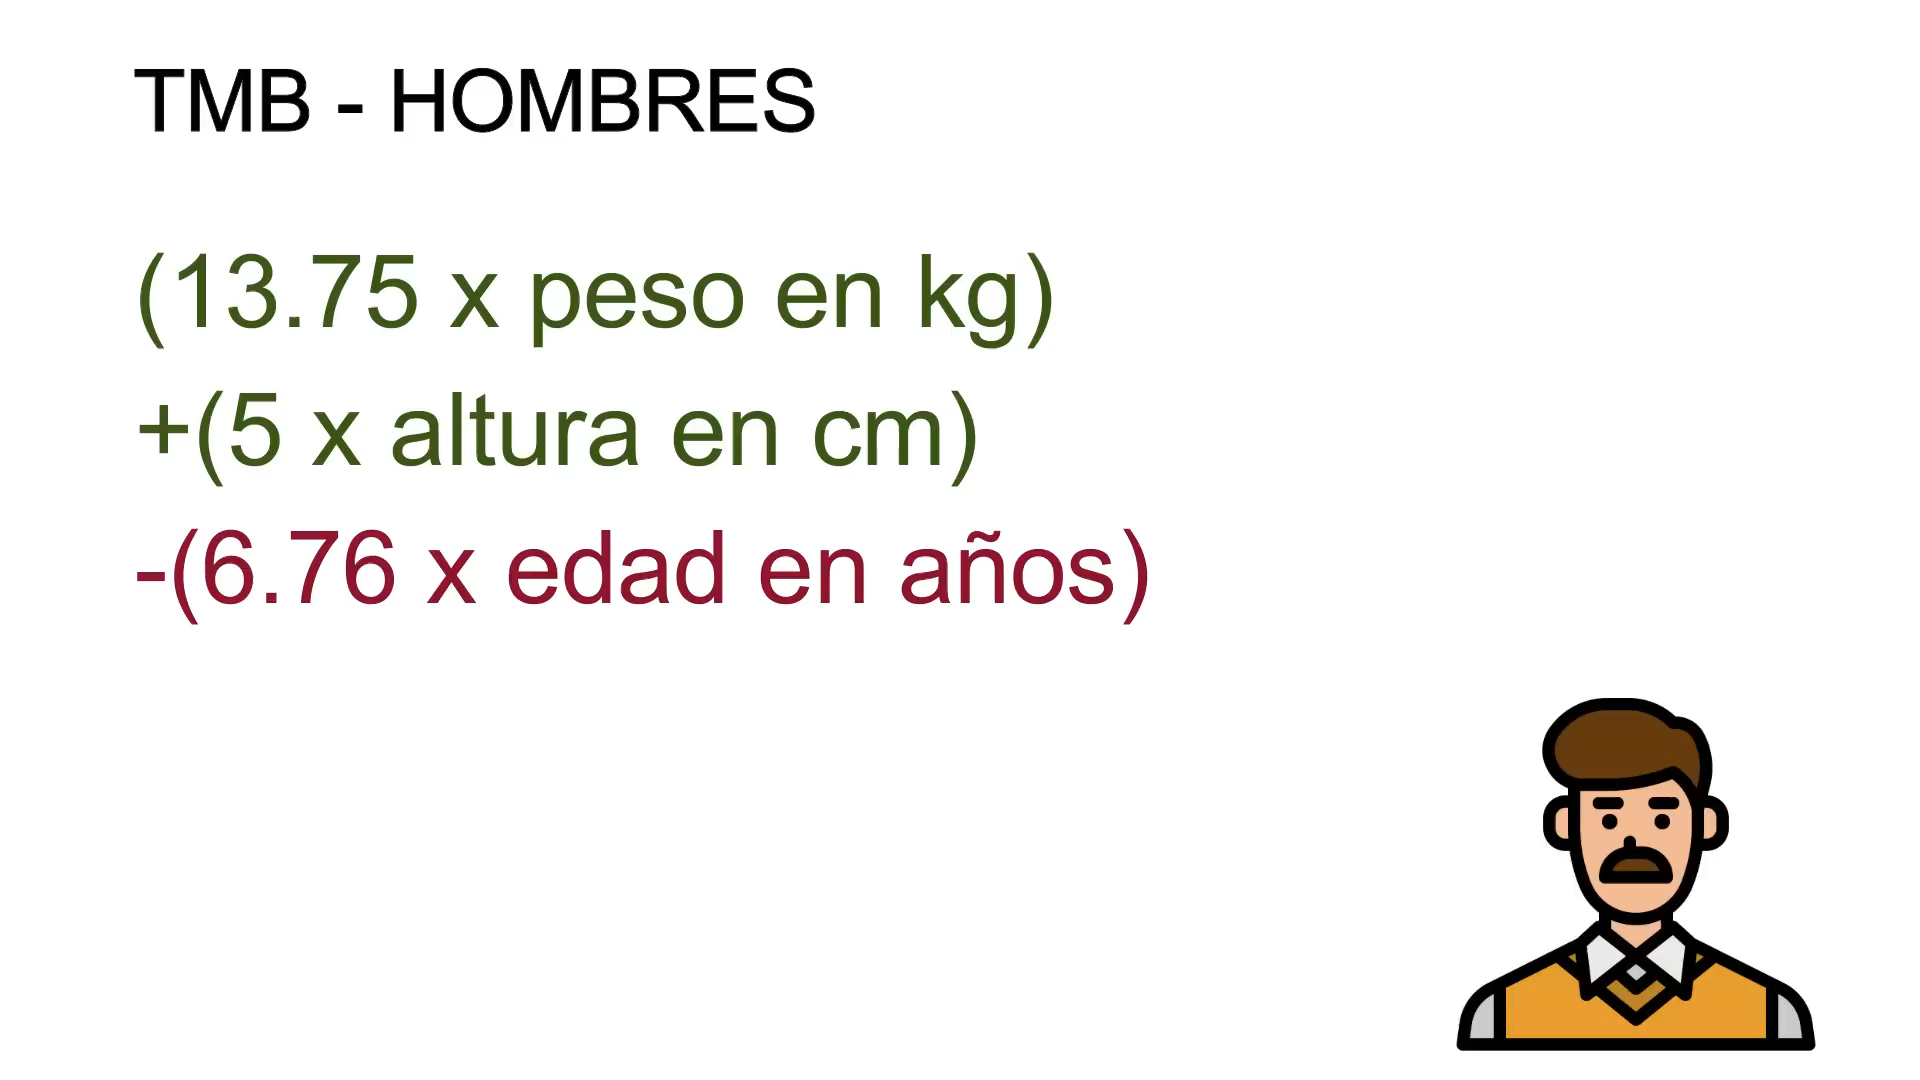 TMB - HOMBRES
(13.75 x peso en kg)
+(5 x altura en cm)
-(6.76 x edad en años)